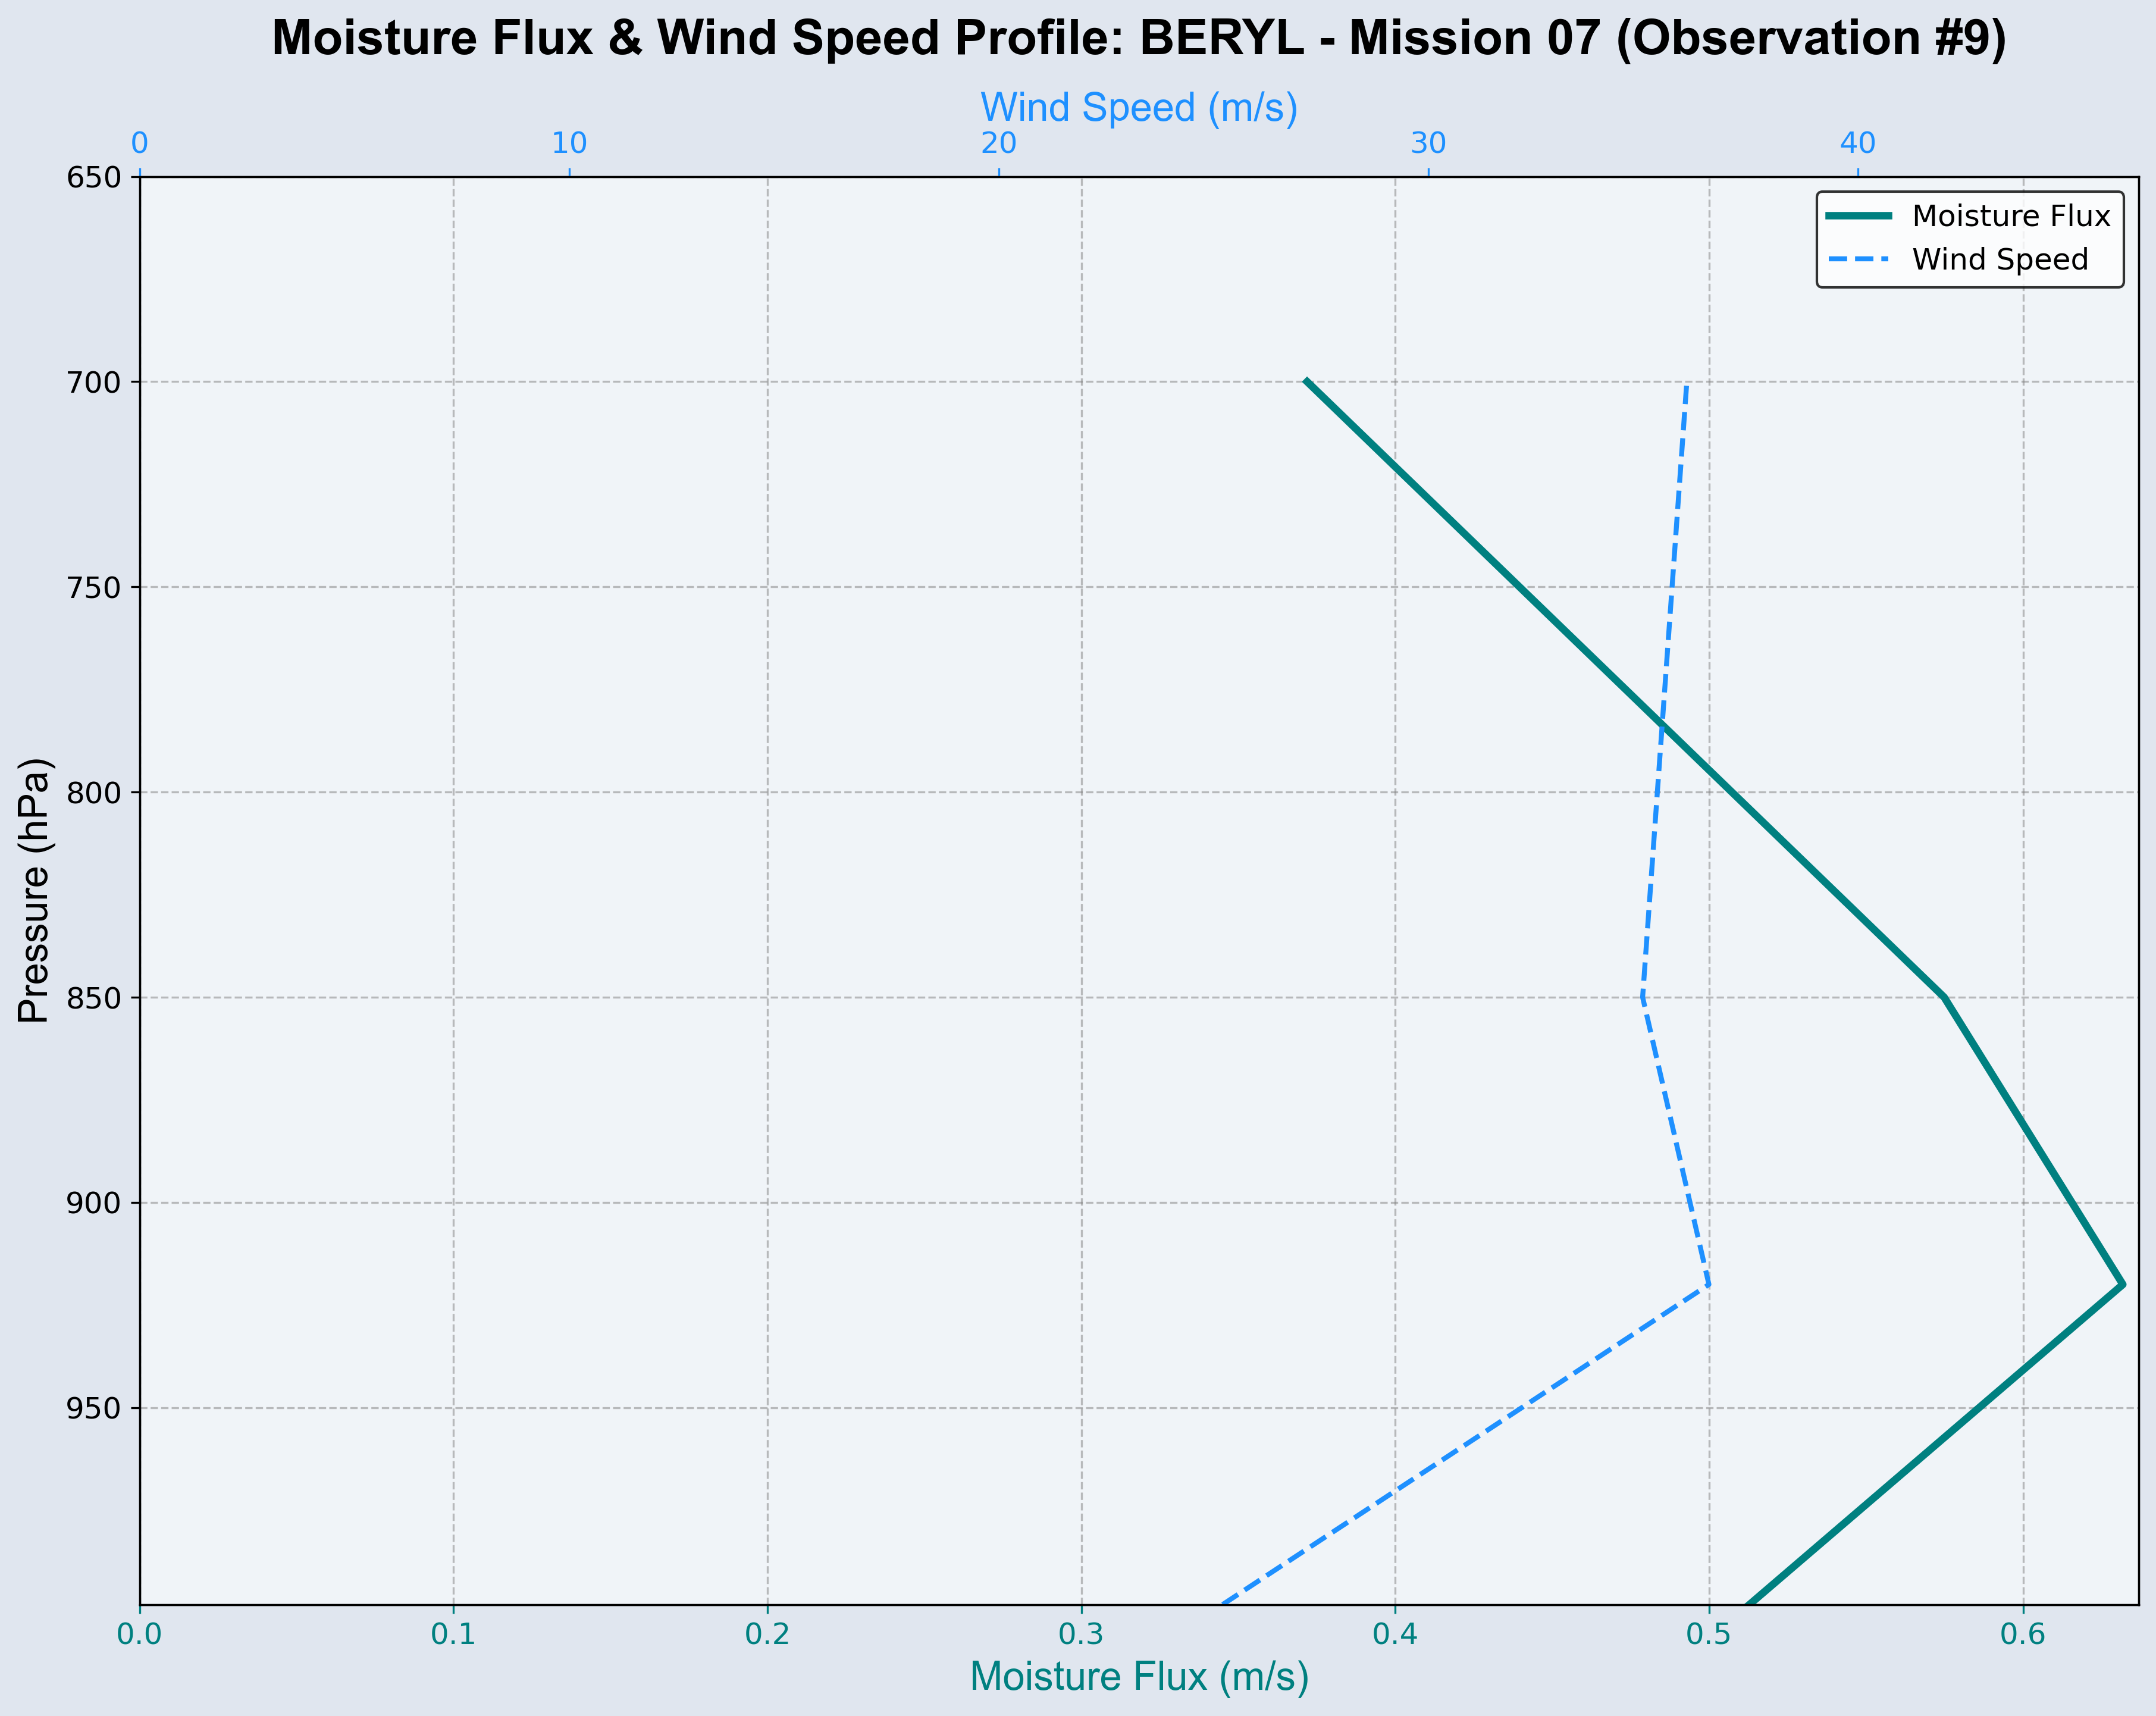 Moisture Flux & Wind Speed Profile: BERYL - Mission 07 (Observation #9)
Wind Speed (m/s)
0 10 20 30 40
Moisture Flux
Wind Speed
650
700
750
800
850
900
950
Pressure (hPa)
0.0 0.1 0.2 0.3 0.4 0.5 0.6
Moisture Flux (m/s)